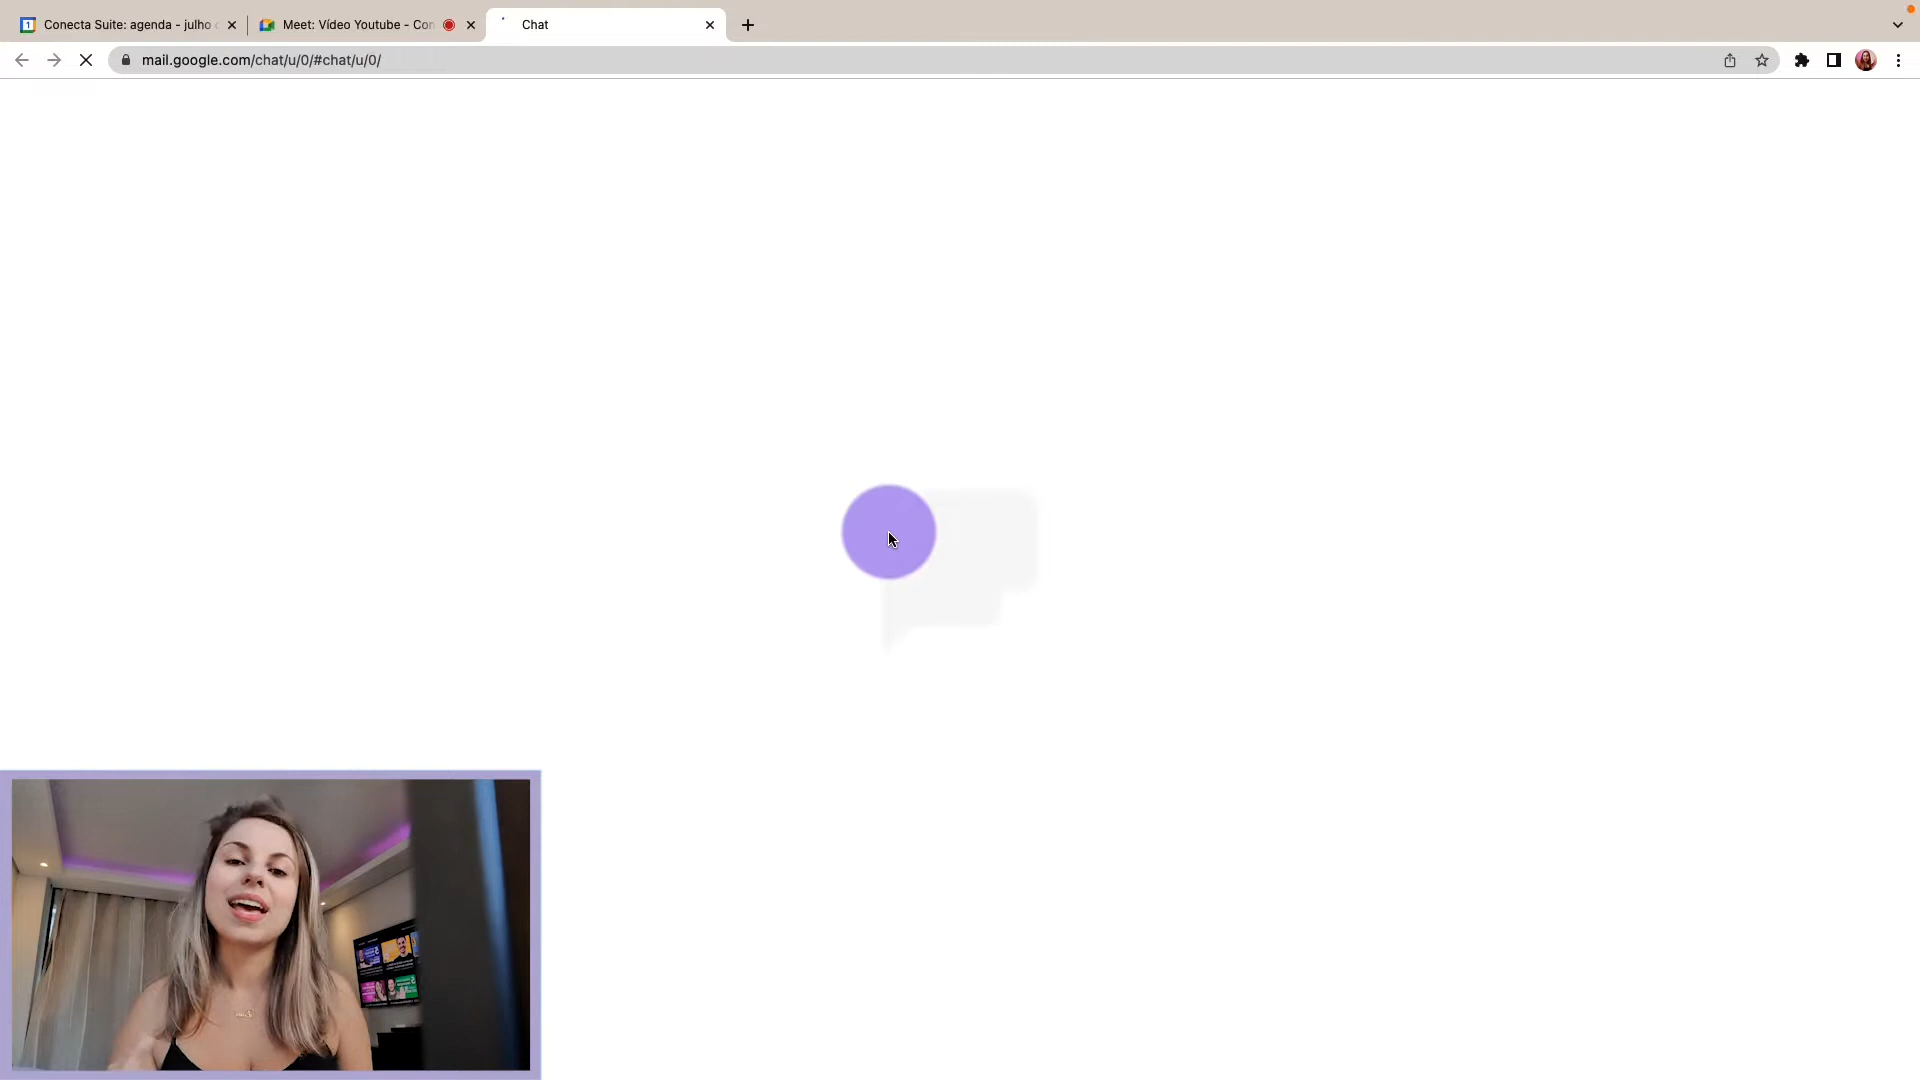 Conecta Suite: agenda - julho
Meet: Vídeo Youtube - Con
Chat
mail.google.com/chat/u/0/#chat/u/0/